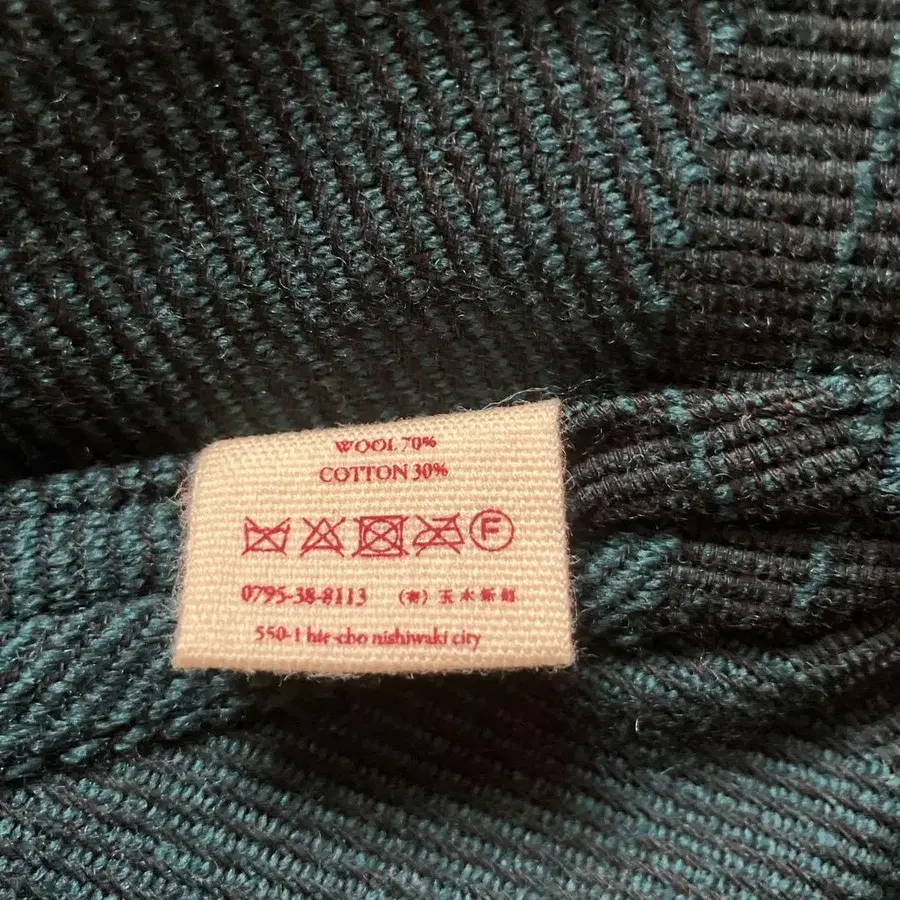 WOOL 70%
COTTON 30%
F
0795-38-8113 (有) 玉木新雌
550-1 hie-cho nishiwaki city